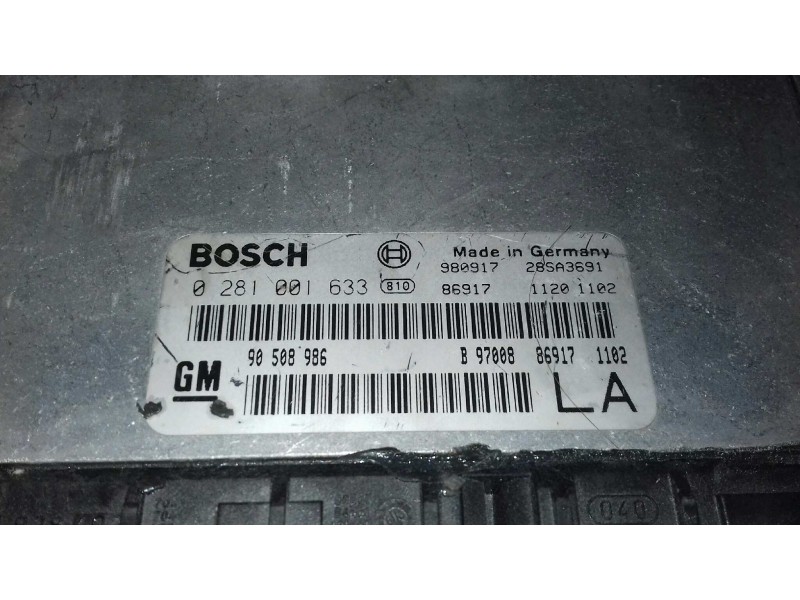 BOSCH Made in Germany
980917 28SA3691
0 281 001 633 810 86917 1120 1102
90 508 986 B 97008 86917 1102
GM LA
040